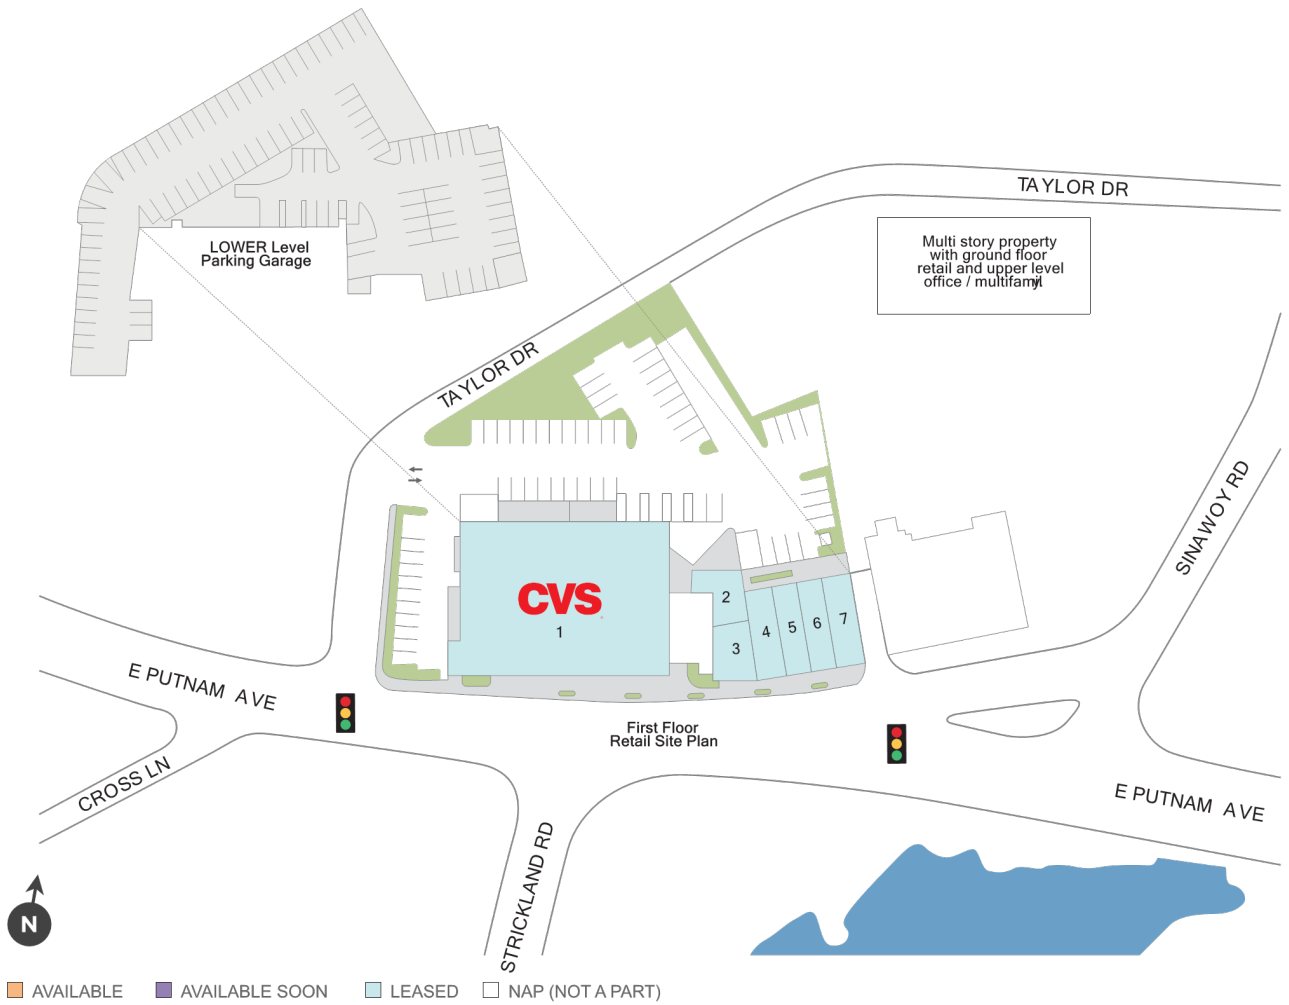 TAYLOR DR
Multi story property
with ground floor
retail and upper level
office / multifamil.
LOWER Level
Parking Garage
TAYLOR DR
SINAWOY RD
CVS
1
2
3
4
5
6
7
E PUTNAM AVE
First Floor
Retail Site Plan
CROSS LN
E PUTNAM AVE
STRICKLAND RD
N
AVAILABLE
AVAILABLE SOON
LEASED
NAP (NOT A PART)